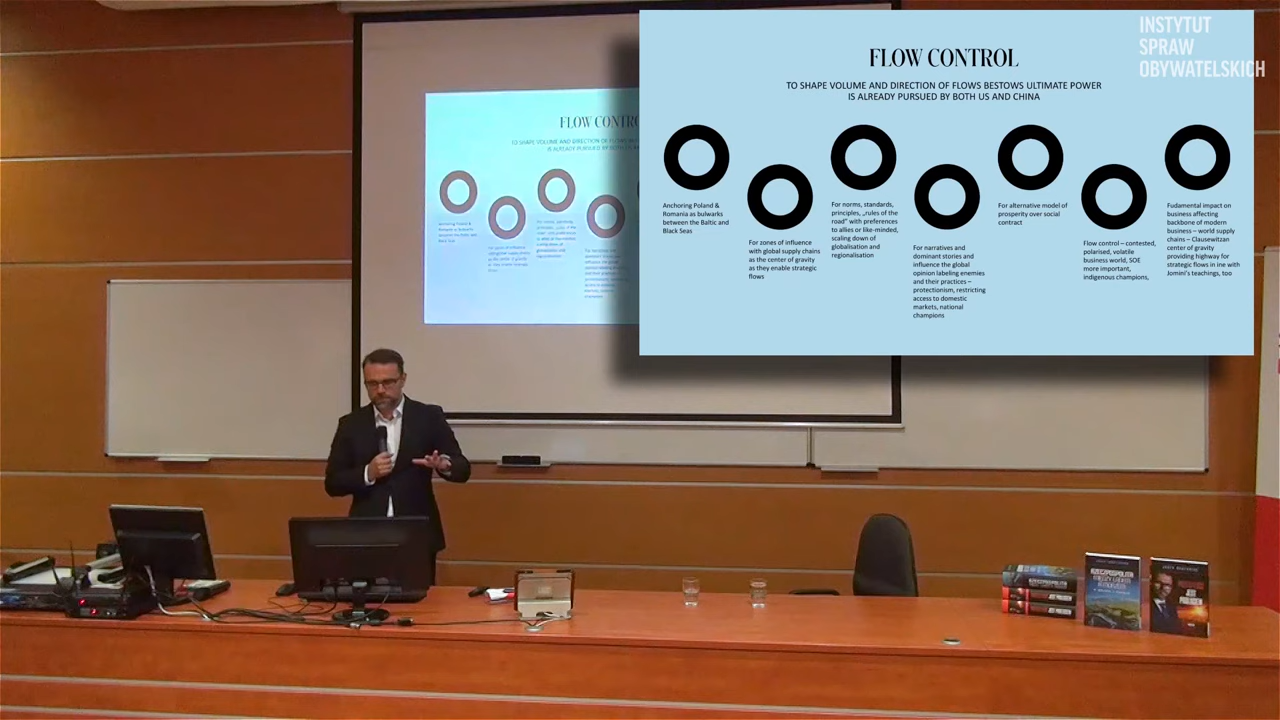 INSTYTUT
SPRAW
OBYWATELSKICH
FLOW CONTROL
TO SHAPE VOLUME AND DIRECTION OF FLOWS BESTOWS ULTIMATE POWER
IS ALREADY PURSUED BY BOTH US AND CHINA
Anchoring Poland &
Romania as bulwarks
between the Baltic and
Black Seas
For zones of influence
with global supply chains
as the center of gravity
as they enable strategic
flows
For norms, standards,
principles, „rules of the
road" with preferences
to allies or like-minded,
scaling down of
globalisation and
regionalisation
For narratives and
dominant stories and
influence the global
opinion labeling enemies
and their practices –
protectionism, restricting
access to domestic
markets, national
champions
For alternative model of
prosperity over social
contract
Flow control – contested,
polarised, volatile
business world, SOE
more important,
indigenous champions,
Fudamental impact on
business affecting
backbone of modern
business – world supply
chains – Clausewitzan
center of gravity
providing highway for
strategic flows in ine with
Jomini's teachings, too
FLOW CONTRO
RZECZPOSPOLITA